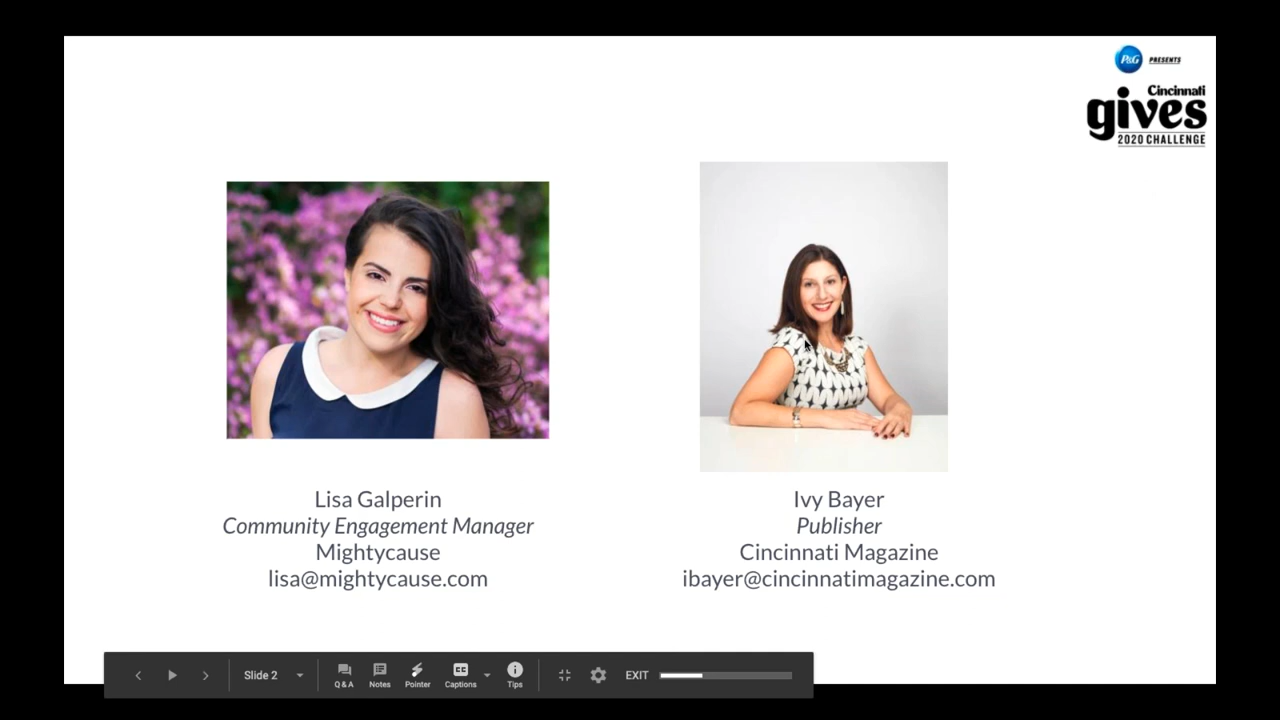 P&G PRESENTS
Cincinnati
gives
2020 CHALLENGE
Lisa Galperin
Community Engagement Manager
Mightycause
lisa@mightycause.com
Ivy Bayer
Publisher
Cincinnati Magazine
ibayer@cincinnatimagazine.com
Slide 2
Q & A
Notes
Pointer
CC
Captions
Tips
EXIT